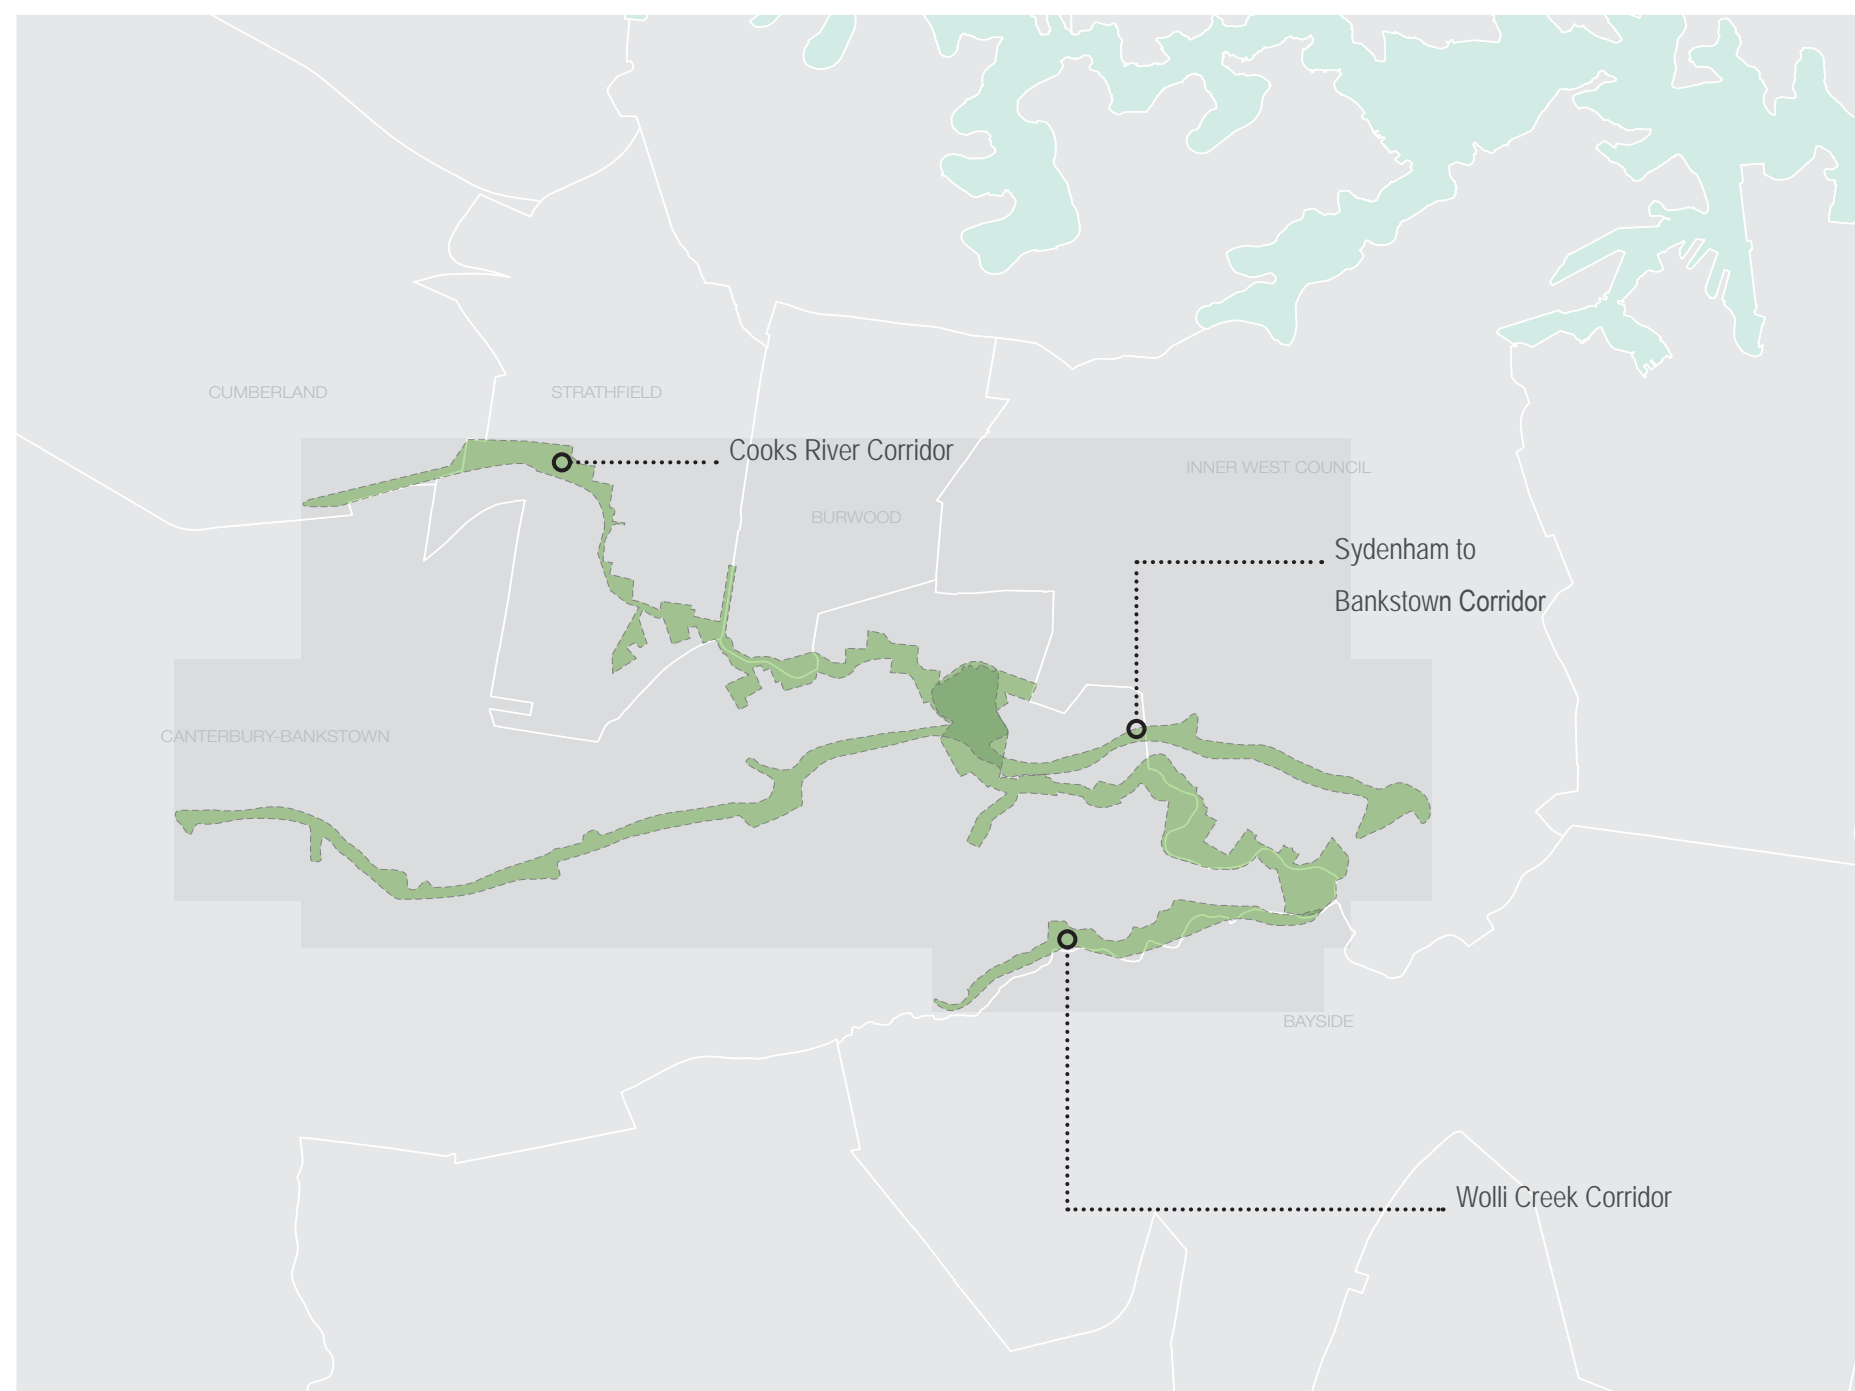 CUMBERLAND
STRATHFIELD
Cooks River Corridor
INNER WEST COUNCIL
BURWOOD
Sydenham to
Bankstown Corridor
CANTERBURY-BANKSTOWN
BAYSIDE
Wolli Creek Corridor